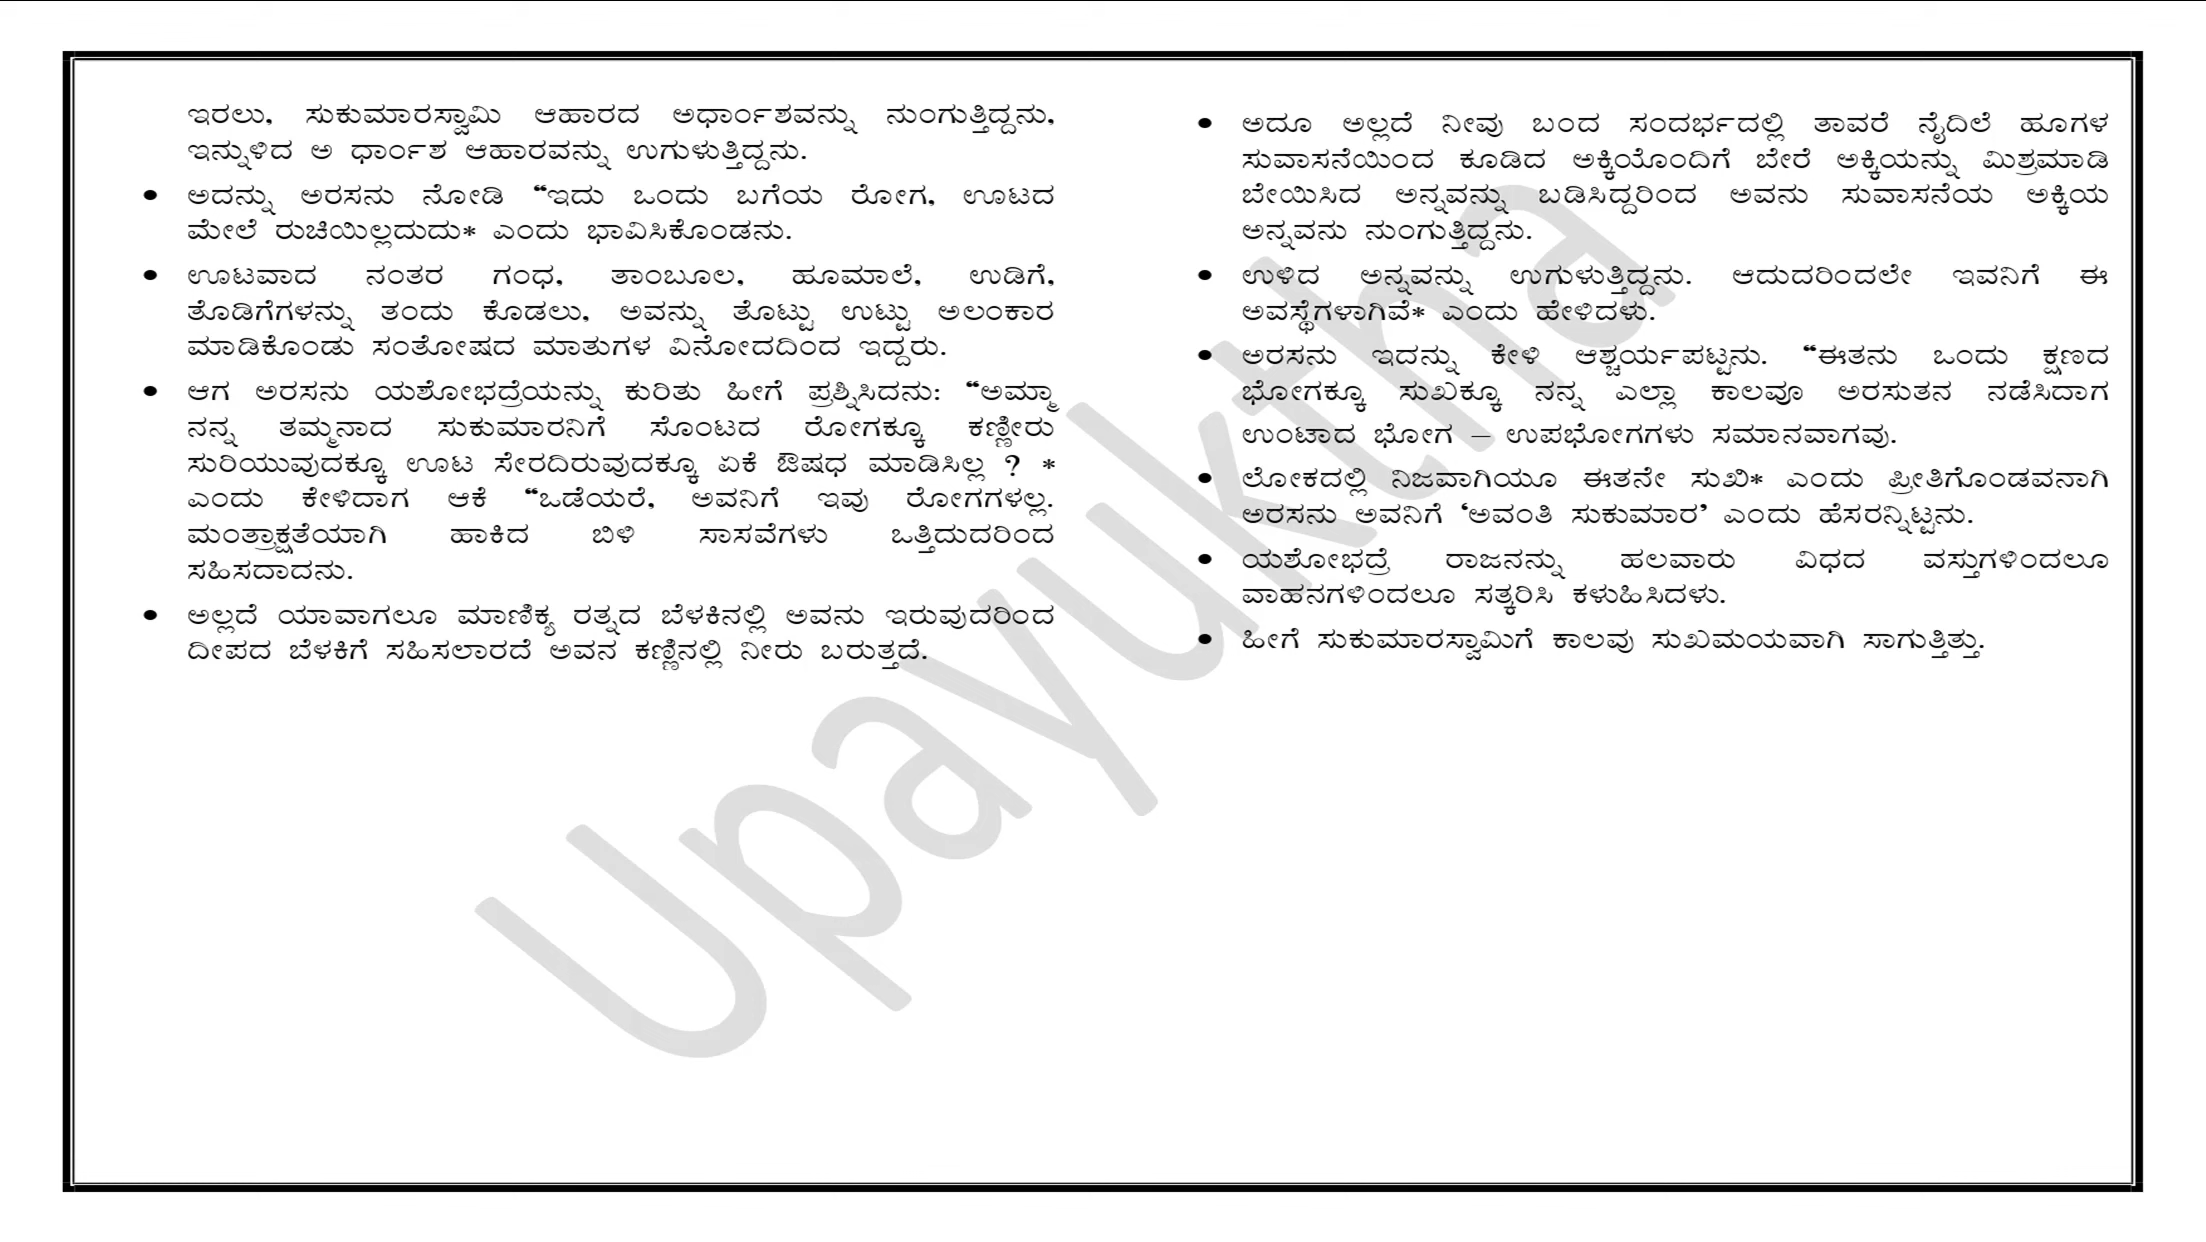 ಇರಲು, ಸುಕುಮಾರಸ್ವಾಮಿ ಆಹಾರದ ಅರ್ಧಾಂಶವನ್ನು ನುಂಗುತ್ತಿದ್ದನು,
ಇನ್ನುಳಿದ ಅ ರ್ಧಾಂಶ ಆಹಾರವನ್ನು ಉಗುಳುತ್ತಿದ್ದನು.
• ಅದನ್ನು ಅರಸನು ನೋಡಿ “ಇದು ಒಂದು ಬಗೆಯ ರೋಗ, ಊಟದ
ಮೇಲೆ ರುಚಿಯಿಲ್ಲದುದು* ಎಂದು ಭಾವಿಸಿಕೊಂಡನು.
• ಊಟವಾದ ನಂತರ ಗಂಧ, ತಾಂಬೂಲ, ಹೂಮಾಲೆ, ಉಡಿಗೆ,
ತೊಡಿಗೆಗಳನ್ನು ತಂದು ಕೊಡಲು, ಅವನ್ನು ತೊಟ್ಟು ಉಟ್ಟು ಅಲಂಕಾರ
ಮಾಡಿಕೊಂಡು ಸಂತೋಷದ ಮಾತುಗಳ ವಿನೋದದಿಂದ ಇದ್ದರು.
• ಆಗ ಅರಸನು ಯಶೋಭದ್ರೆಯನ್ನು ಕುರಿತು ಹೀಗೆ ಪ್ರಶ್ನಿಸಿದನು: “ಅಮ್ಮಾ
ನನ್ನ ತಮ್ಮನಾದ ಸುಕುಮಾರನಿಗೆ ಸೊಂಟದ ರೋಗಕ್ಕೂ ಕಣ್ಣೀರು
ಸುರಿಯುವುದಕ್ಕೂ ಊಟ ಸೇರದಿರುವುದಕ್ಕೂ ಏಕೆ ಔಷಧ ಮಾಡಿಸಿಲ್ಲ ? *
ಎಂದು ಕೇಳಿದಾಗ ಆಕೆ “ಒಡೆಯರೆ, ಅವನಿಗೆ ಇವು ರೋಗಗಳಲ್ಲ.
ಮಂತ್ರಾಕ್ಷತೆಯಾಗಿ ಹಾಕಿದ ಬಿಳಿ ಸಾಸವೆಗಳು ಒತ್ತಿದುದರಿಂದ
ಸಹಿಸದಾದನು.
• ಅಲ್ಲದೆ ಯಾವಾಗಲೂ ಮಾಣಿಕ್ಯ ರತ್ನದ ಬೆಳಕಿನಲ್ಲಿ ಅವನು ಇರುವುದರಿಂದ
ದೀಪದ ಬೆಳಕಿಗೆ ಸಹಿಸಲಾರದೆ ಅವನ ಕಣ್ಣಿನಲ್ಲಿ ನೀರು ಬರುತ್ತದೆ.
• ಅದೂ ಅಲ್ಲದೆ ನೀವು ಬಂದ ಸಂದರ್ಭದಲ್ಲಿ ತಾವರೆ ನೈದಿಲೆ ಹೂಗಳ
ಸುವಾಸನೆಯಿಂದ ಕೂಡಿದ ಅಕ್ಕಿಯೊಂದಿಗೆ ಬೇರೆ ಅಕ್ಕಿಯನ್ನು ಮಿಶ್ರಮಾಡಿ
ಬೇಯಿಸಿದ ಅನ್ನವನ್ನು ಬಡಿಸಿದ್ದರಿಂದ ಅವನು ಸುವಾಸನೆಯ ಅಕ್ಕಿಯ
ಅನ್ನವನು ನುಂಗುತ್ತಿದ್ದನು.
• ಉಳಿದ ಅನ್ನವನ್ನು ಉಗುಳುತ್ತಿದ್ದನು. ಆದುದರಿಂದಲೇ ಇವನಿಗೆ ಈ
ಅವಸ್ಥೆಗಳಾಗಿವೆ* ಎಂದು ಹೇಳಿದಳು.
• ಅರಸನು ಇದನ್ನು ಕೇಳಿ ಆಶ್ಚರ್ಯಪಟ್ಟನು. “ಈತನು ಒಂದು ಕ್ಷಣದ
ಭೋಗಕ್ಕೂ ಸುಖಕ್ಕೂ ನನ್ನ ಎಲ್ಲಾ ಕಾಲವೂ ಅರಸುತನ ನಡೆಸಿದಾಗ
ಉಂಟಾದ ಭೋಗ – ಉಪಭೋಗಗಳು ಸಮಾನವಾಗವು.
• ಲೋಕದಲ್ಲಿ ನಿಜವಾಗಿಯೂ ಈತನೇ ಸುಖಿ* ಎಂದು ಪ್ರೀತಿಗೊಂಡವನಾಗಿ
ಅರಸನು ಅವನಿಗೆ ‘ಅವಂತಿ ಸುಕುಮಾರ’ ಎಂದು ಹೆಸರನ್ನಿಟ್ಟನು.
• ಯಶೋಭದ್ರೆ ರಾಜನನ್ನು ಹಲವಾರು ವಿಧದ ವಸ್ತುಗಳಿಂದಲೂ
ವಾಹನಗಳಿಂದಲೂ ಸತ್ಕರಿಸಿ ಕಳುಹಿಸಿದಳು.
• ಹೀಗೆ ಸುಕುಮಾರಸ್ವಾಮಿಗೆ ಕಾಲವು ಸುಖಮಯವಾಗಿ ಸಾಗುತ್ತಿತ್ತು.
Upayuktha